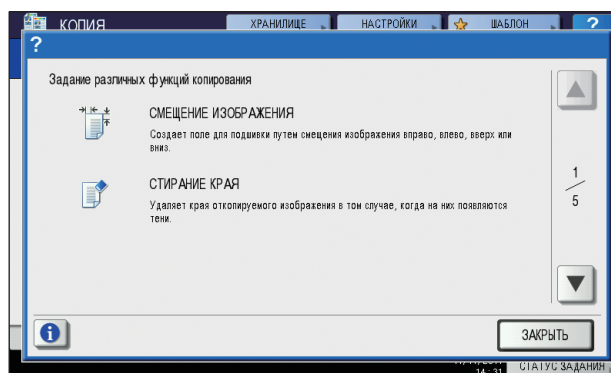 КОПИЯ ХРАНИЛИЩЕ НАСТРОЙКИ ШАБЛОН ?
?
Задание различных функций копирования
СМЕЩЕНИЕ ИЗОБРАЖЕНИЯ
Создает поле для подшивки путем смещения изображения вправо, влево, вверх или
вниз.
СТИРАНИЕ КРАЯ
Удаляет края откопируемого изображения в том случае, когда на них появляются
тени.
1
5
ЗАКРЫТЬ
СТАТУС ЗАДАНИЯ
14:31